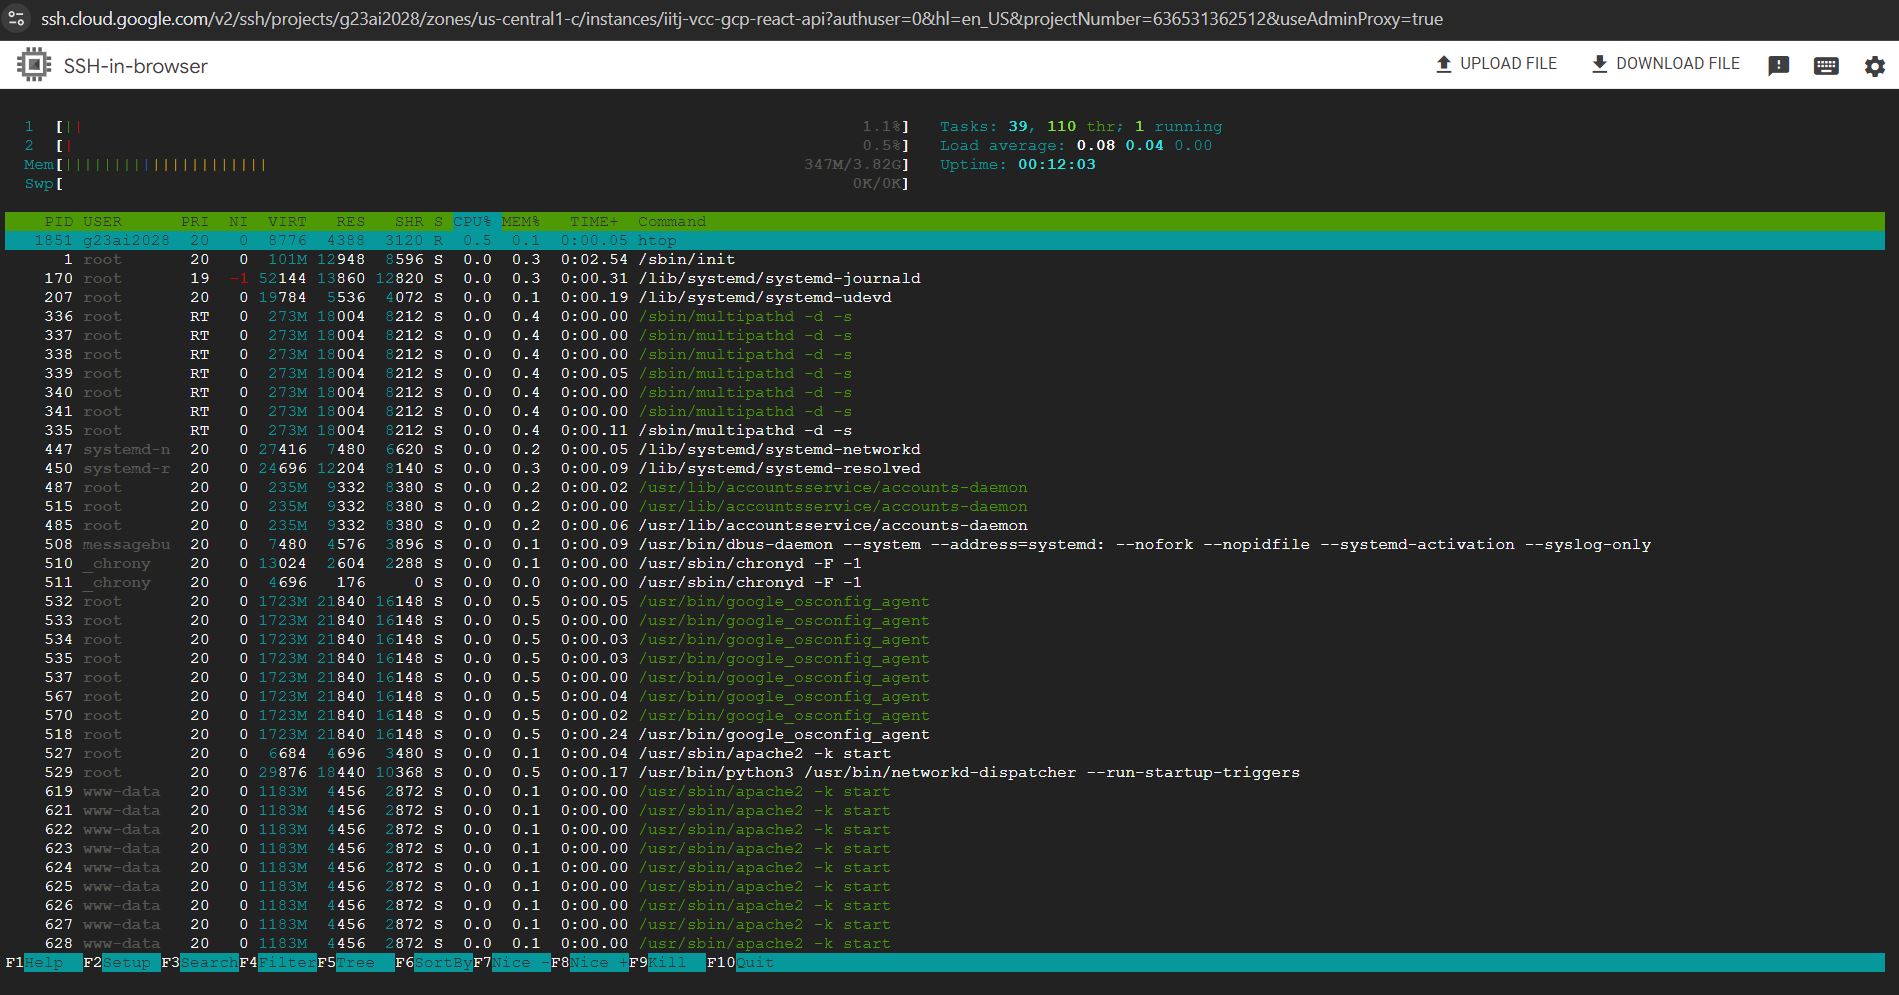 ssh.cloud.google.com/v2/ssh/projects/g23ai2028/zones/us-central1-c/instances/iitj-vcc-gcp-react-api?authuser=0&hl=en_US&projectNumber=636531362512&useAdminProxy=true
SSH-in-browser UPLOAD FILE DOWNLOAD FILE
1 [|| 1.1%] Tasks: 39, 110 thr; 1 running
2 [| 0.5%] Load average: 0.08 0.04 0.00
Mem[||||||||||||||||||||| 347M/3.82G] Uptime: 00:12:03
Swp[ 0K/0K]
PID USER PRI NI VIRT RES SHR S CPU% MEM% TIME+ Command
1851 g23ai2028 20 0 8776 4388 3120 R 0.5 0.1 0:00.05 htop
1 root 20 0 101M 12948 8596 S 0.0 0.3 0:02.54 /sbin/init
170 root 19 -1 52144 13860 12820 S 0.0 0.3 0:00.31 /lib/systemd/systemd-journald
207 root 20 0 19784 5536 4072 S 0.0 0.1 0:00.19 /lib/systemd/systemd-udevd
336 root RT 0 273M 18004 8212 S 0.0 0.4 0:00.00 /sbin/multipathd -d -s
337 root RT 0 273M 18004 8212 S 0.0 0.4 0:00.00 /sbin/multipathd -d -s
338 root RT 0 273M 18004 8212 S 0.0 0.4 0:00.00 /sbin/multipathd -d -s
339 root RT 0 273M 18004 8212 S 0.0 0.4 0:00.05 /sbin/multipathd -d -s
340 root RT 0 273M 18004 8212 S 0.0 0.4 0:00.00 /sbin/multipathd -d -s
341 root RT 0 273M 18004 8212 S 0.0 0.4 0:00.00 /sbin/multipathd -d -s
335 root RT 0 273M 18004 8212 S 0.0 0.4 0:00.11 /sbin/multipathd -d -s
447 systemd-n 20 0 27416 7480 6620 S 0.0 0.2 0:00.05 /lib/systemd/systemd-networkd
450 systemd-r 20 0 24696 12204 8140 S 0.0 0.3 0:00.09 /lib/systemd/systemd-resolved
487 root 20 0 235M 9332 8380 S 0.0 0.2 0:00.02 /usr/lib/accountsservice/accounts-daemon
515 root 20 0 235M 9332 8380 S 0.0 0.2 0:00.00 /usr/lib/accountsservice/accounts-daemon
485 root 20 0 235M 9332 8380 S 0.0 0.2 0:00.06 /usr/lib/accountsservice/accounts-daemon
508 messagebu 20 0 7480 4576 3896 S 0.0 0.1 0:00.09 /usr/bin/dbus-daemon --system --address=systemd: --nofork --nopidfile --systemd-activation --syslog-only
510 _chrony 20 0 13024 2604 2288 S 0.0 0.1 0:00.00 /usr/sbin/chronyd -F -1
511 _chrony 20 0 4696 176 0 S 0.0 0.0 0:00.00 /usr/sbin/chronyd -F -1
532 root 20 0 1723M 21840 16148 S 0.0 0.5 0:00.05 /usr/bin/google_osconfig_agent
533 root 20 0 1723M 21840 16148 S 0.0 0.5 0:00.00 /usr/bin/google_osconfig_agent
534 root 20 0 1723M 21840 16148 S 0.0 0.5 0:00.03 /usr/bin/google_osconfig_agent
535 root 20 0 1723M 21840 16148 S 0.0 0.5 0:00.03 /usr/bin/google_osconfig_agent
537 root 20 0 1723M 21840 16148 S 0.0 0.5 0:00.00 /usr/bin/google_osconfig_agent
567 root 20 0 1723M 21840 16148 S 0.0 0.5 0:00.04 /usr/bin/google_osconfig_agent
570 root 20 0 1723M 21840 16148 S 0.0 0.5 0:00.02 /usr/bin/google_osconfig_agent
518 root 20 0 1723M 21840 16148 S 0.0 0.5 0:00.24 /usr/bin/google_osconfig_agent
527 root 20 0 6684 4696 3480 S 0.0 0.1 0:00.04 /usr/sbin/apache2 -k start
529 root 20 0 29876 18440 10368 S 0.0 0.5 0:00.17 /usr/bin/python3 /usr/bin/networkd-dispatcher --run-startup-triggers
619 www-data 20 0 1183M 4456 2872 S 0.0 0.1 0:00.00 /usr/sbin/apache2 -k start
621 www-data 20 0 1183M 4456 2872 S 0.0 0.1 0:00.00 /usr/sbin/apache2 -k start
622 www-data 20 0 1183M 4456 2872 S 0.0 0.1 0:00.00 /usr/sbin/apache2 -k start
623 www-data 20 0 1183M 4456 2872 S 0.0 0.1 0:00.00 /usr/sbin/apache2 -k start
624 www-data 20 0 1183M 4456 2872 S 0.0 0.1 0:00.00 /usr/sbin/apache2 -k start
625 www-data 20 0 1183M 4456 2872 S 0.0 0.1 0:00.00 /usr/sbin/apache2 -k start
626 www-data 20 0 1183M 4456 2872 S 0.0 0.1 0:00.00 /usr/sbin/apache2 -k start
627 www-data 20 0 1183M 4456 2872 S 0.0 0.1 0:00.00 /usr/sbin/apache2 -k start
628 www-data 20 0 1183M 4456 2872 S 0.0 0.1 0:00.00 /usr/sbin/apache2 -k start
F1Help F2Setup F3SearchF4FilterF5Tree F6SortByF7Nice -F8Nice +F9Kill F10Quit